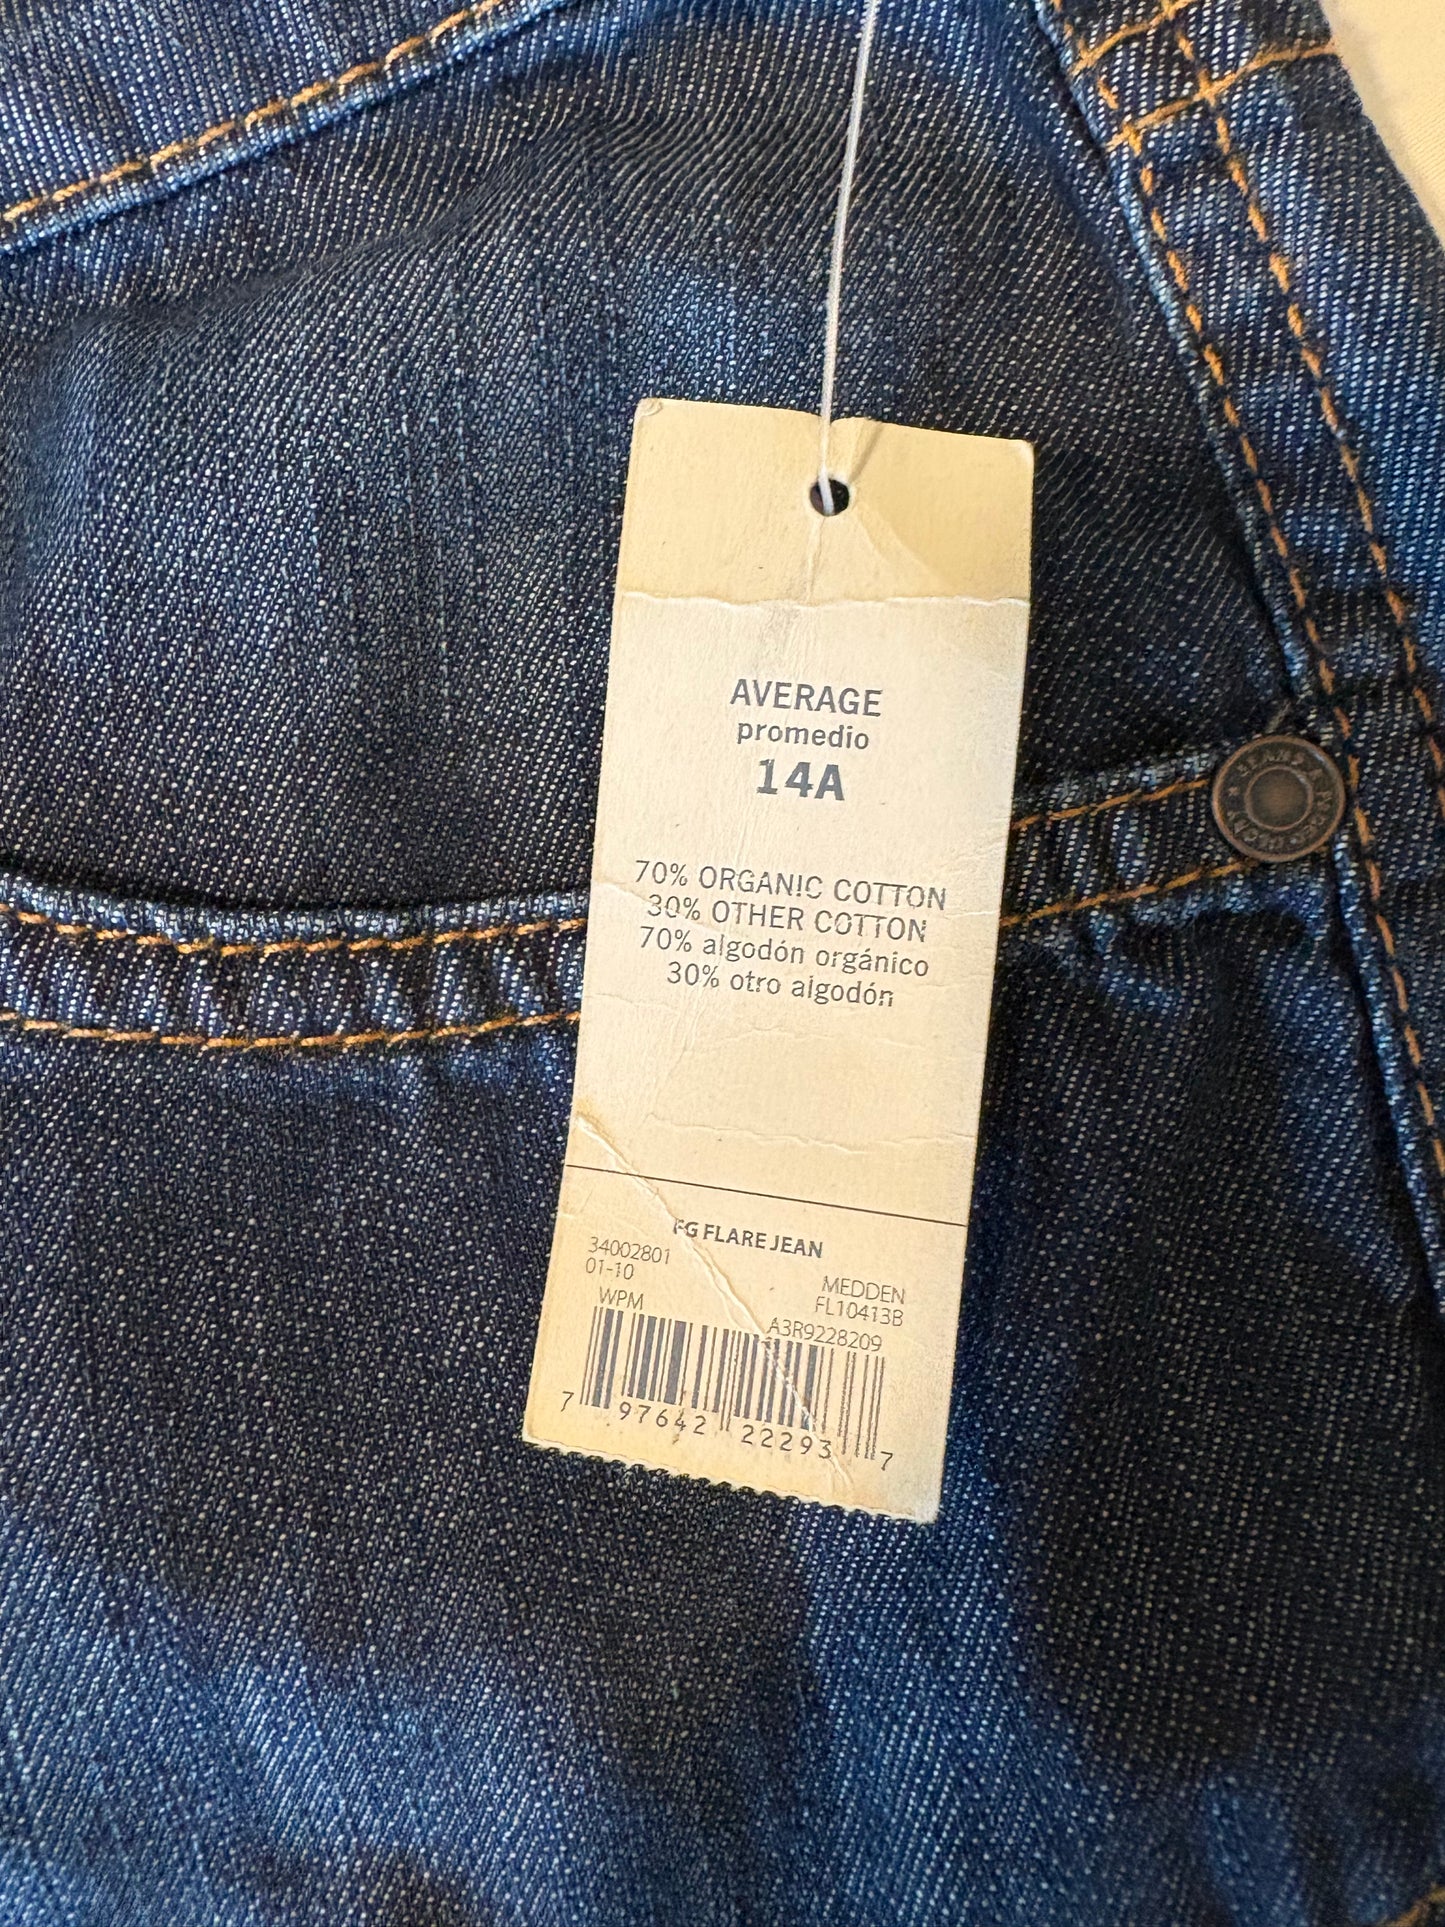 AVERAGE
promedio
14A
70% ORGANIC COTTON
30% OTHER COTTON
70% algodón orgánico
30% otro algodón
FG FLARE JEAN
34002801
01-10
WPM
MEDDEN
FL10413B
A3R9228209
7 97642 22293 7